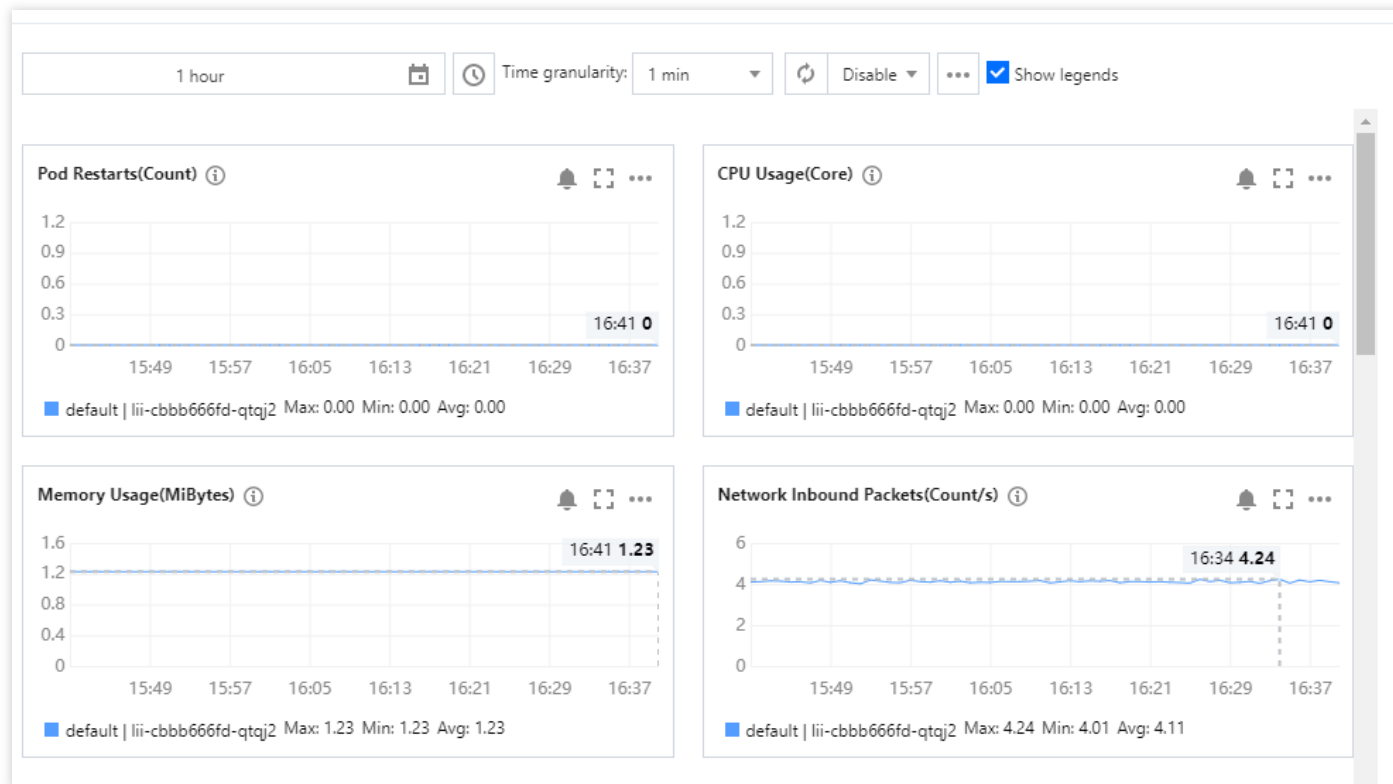 1 hour Time granularity: 1 min Disable Show legends
Pod Restarts(Count)
1.2
0.9
0.6
0.3
16:41 0
0
15:49 15:57 16:05 16:13 16:21 16:29 16:37
default | lii-cbbb666fd-qtqj2 Max: 0.00 Min: 0.00 Avg: 0.00
CPU Usage(Core)
1.2
0.9
0.6
0.3
16:41 0
0
15:49 15:57 16:05 16:13 16:21 16:29 16:37
default | lii-cbbb666fd-qtqj2 Max: 0.00 Min: 0.00 Avg: 0.00
Memory Usage(MiBytes)
1.6
16:41 1.23
1.2
0.8
0.4
0
15:49 15:57 16:05 16:13 16:21 16:29 16:37
default | lii-cbbb666fd-qtqj2 Max: 1.23 Min: 1.23 Avg: 1.23
Network Inbound Packets(Count/s)
6
16:34 4.24
4
2
0
15:49 15:57 16:05 16:13 16:21 16:29 16:37
default | lii-cbbb666fd-qtqj2 Max: 4.24 Min: 4.01 Avg: 4.11